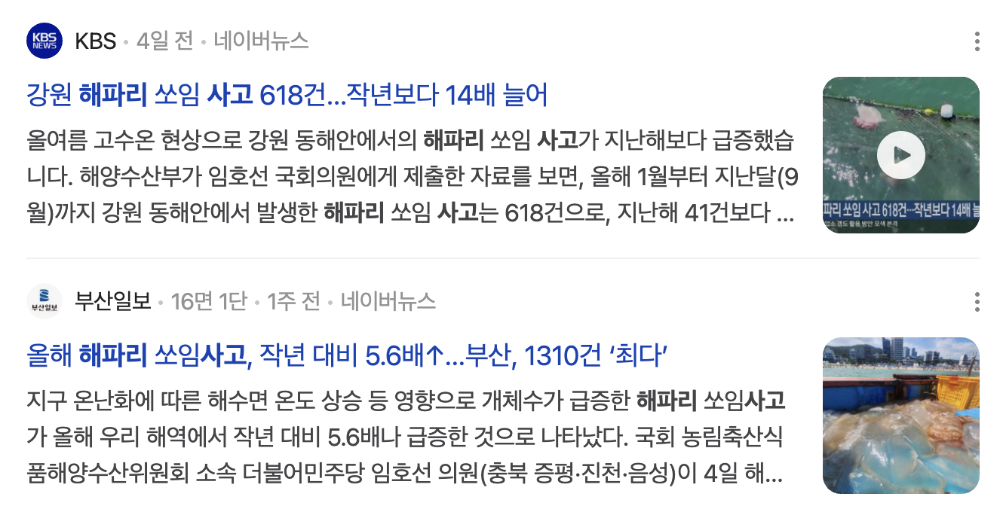 KBS NEWS
KBS · 4일 전 · 네이버뉴스
강원 해파리 쏘임 사고 618건...작년보다 14배 늘어
올여름 고수온 현상으로 강원 동해안에서의 해파리 쏘임 사고가 지난해보다 급증했습
니다. 해양수산부가 임호선 국회의원에게 제출한 자료를 보면, 올해 1월부터 지난달(9
월)까지 강원 동해안에서 발생한 해파리 쏘임 사고는 618건으로, 지난해 41건보다 ...
파리 쏘임 사고 618건…작년보다 14배 늘
업소 갱도 활용 방안 모색 본격
부산일보
부산일보 · 16면 1단 · 1주 전 · 네이버뉴스
올해 해파리 쏘임사고, 작년 대비 5.6배↑...부산, 1310건 ‘최다’
지구 온난화에 따른 해수면 온도 상승 등 영향으로 개체수가 급증한 해파리 쏘임사고
가 올해 우리 해역에서 작년 대비 5.6배나 급증한 것으로 나타났다. 국회 농림축산식
품해양수산위원회 소속 더불어민주당 임호선 의원(충북 증평·진천·음성)이 4일 해...